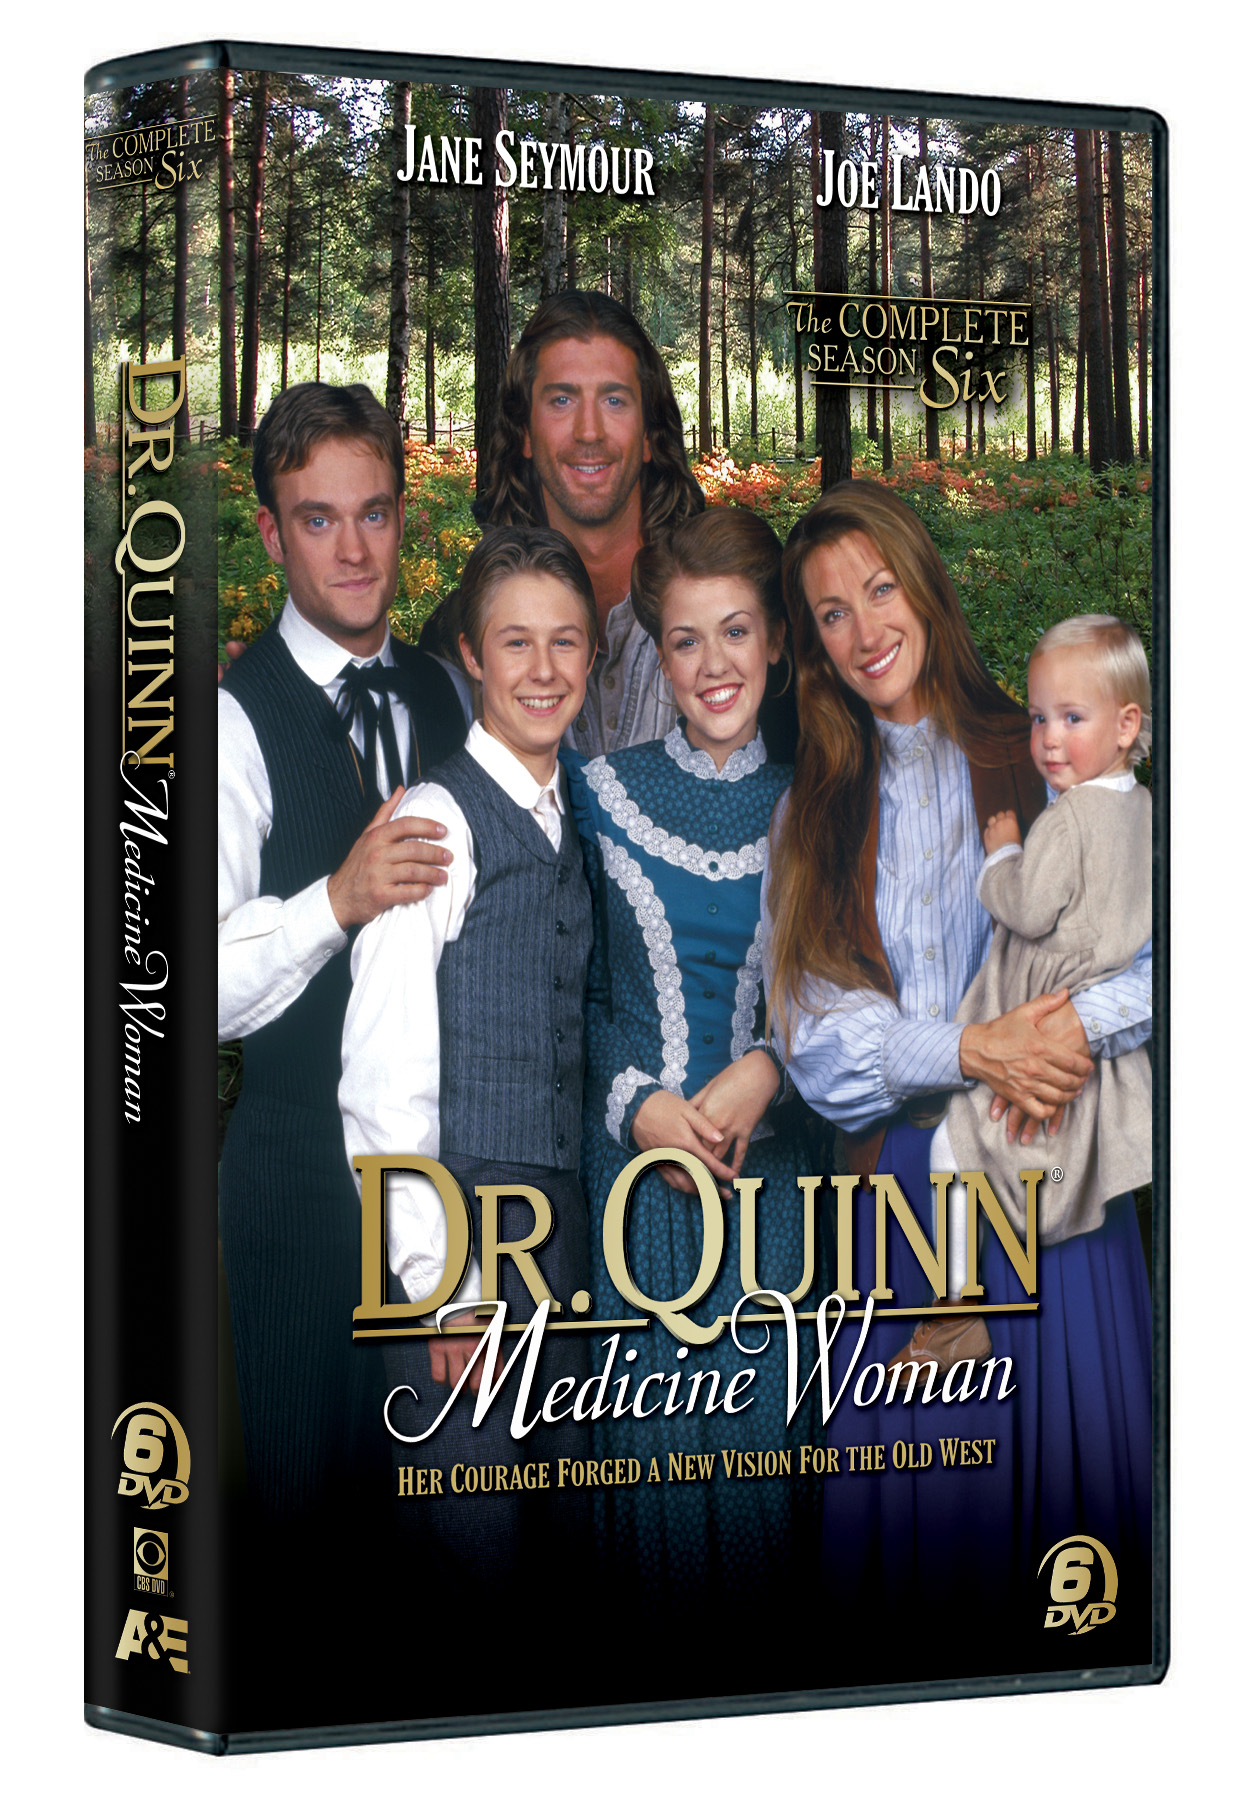 The COMPLETE
SEASON Six
DR. QUINN®
Medicine Woman
6
DVD
CBS DVD
A&E
JANE SEYMOUR
JOE LANDO
The COMPLETE
SEASON Six
DR. QUINN®
Medicine Woman
HER COURAGE FORGED A NEW VISION FOR THE OLD WEST
6
DVD